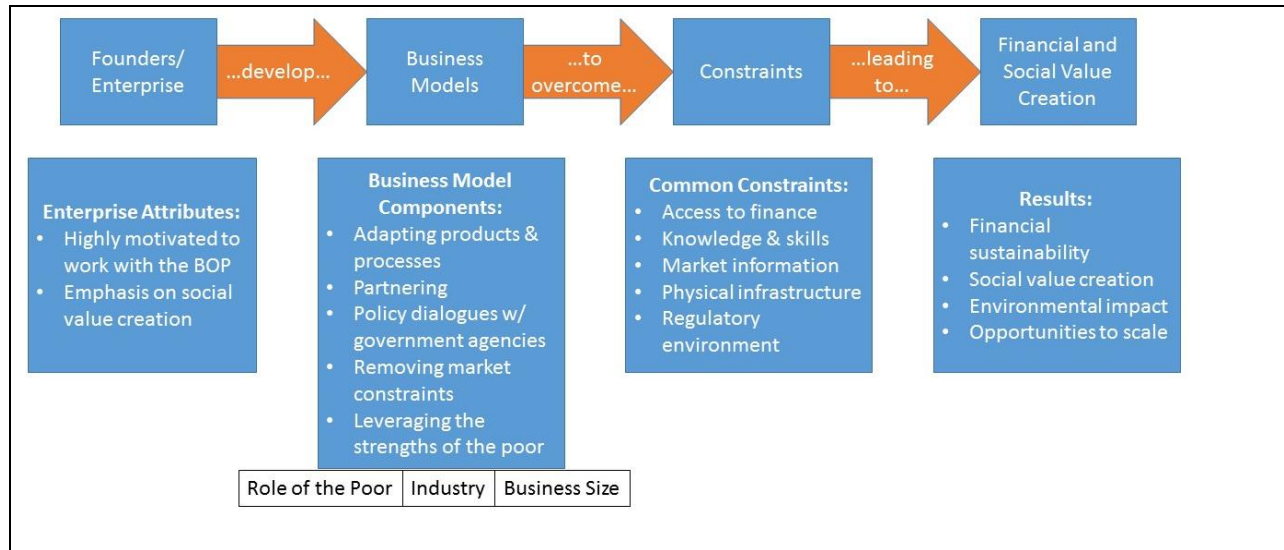 Founders/
Enterprise
...develop...
Business
Models
...to
overcome...
Constraints
...leading
to...
Financial and
Social Value
Creation
Enterprise Attributes:
• Highly motivated to
work with the BOP
• Emphasis on social
value creation
Business Model
Components:
• Adapting products &
processes
• Partnering
• Policy dialogues w/
government agencies
• Removing market
constraints
• Leveraging the
strengths of the poor
Role of the Poor Industry Business Size
Common Constraints:
• Access to finance
• Knowledge & skills
• Market information
• Physical infrastructure
• Regulatory
environment
Results:
• Financial
sustainability
• Social value creation
• Environmental impact
• Opportunities to scale